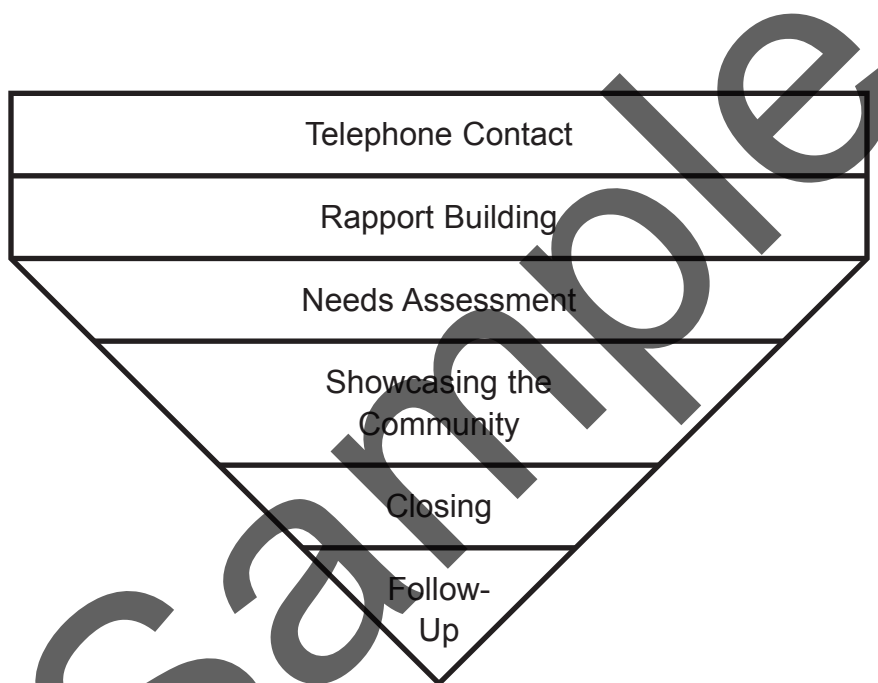 Telephone Contact
Rapport Building
Needs Assessment
Showcasing the
Community
Closing
Follow-
Up
Sample